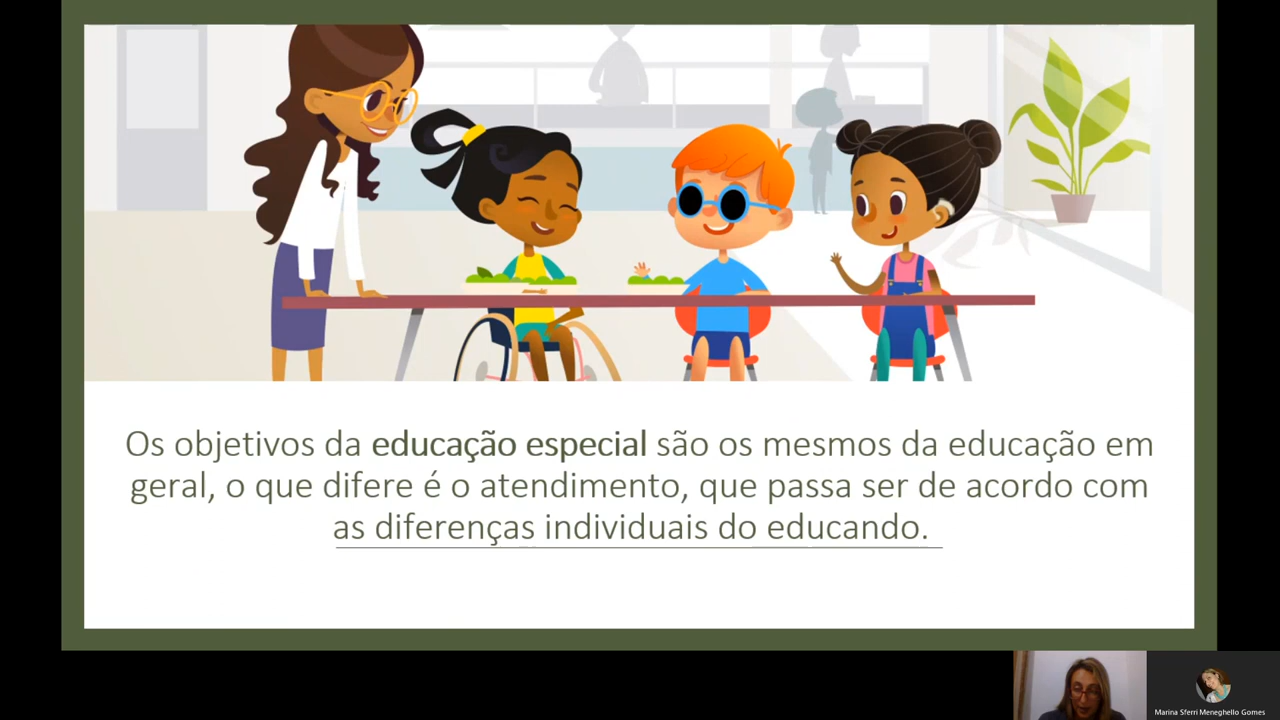 Os objetivos da educação especial são os mesmos da educação em
geral, o que difere é o atendimento, que passa ser de acordo com
as diferenças individuais do educando.
Marina Sferri Meneghello Gomes